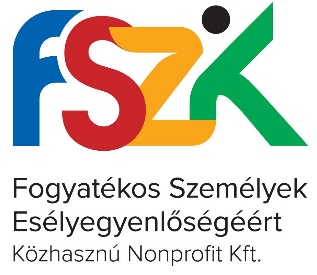 FSZK
Fogyatékos Személyek
Esélyegyenlőségéért
Közhasznú Nonprofit Kft.